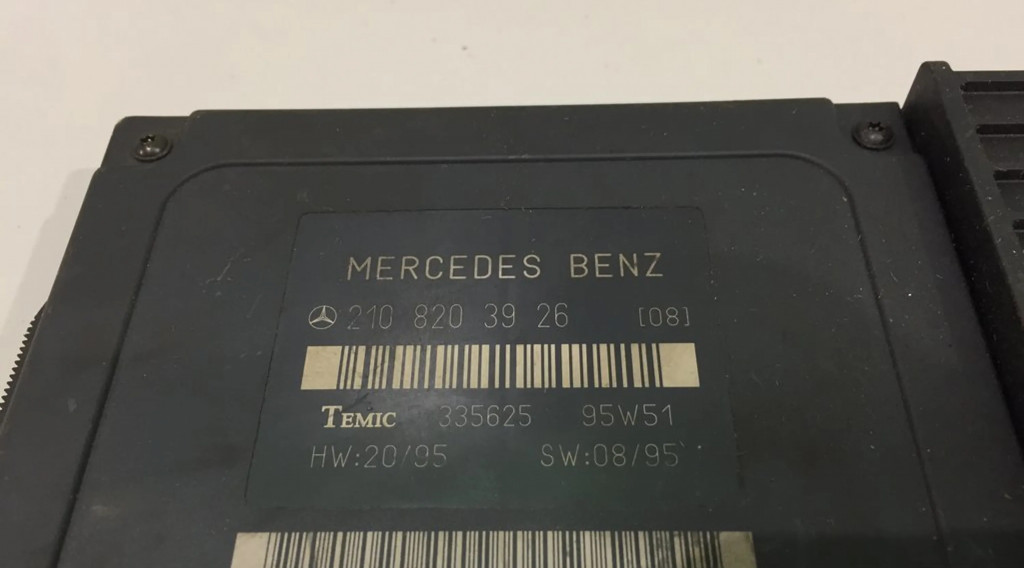 MERCEDES BENZ
210 820 39 26 [08]
TEMIC 335625 95W51
HW:20/95 SW:08/95